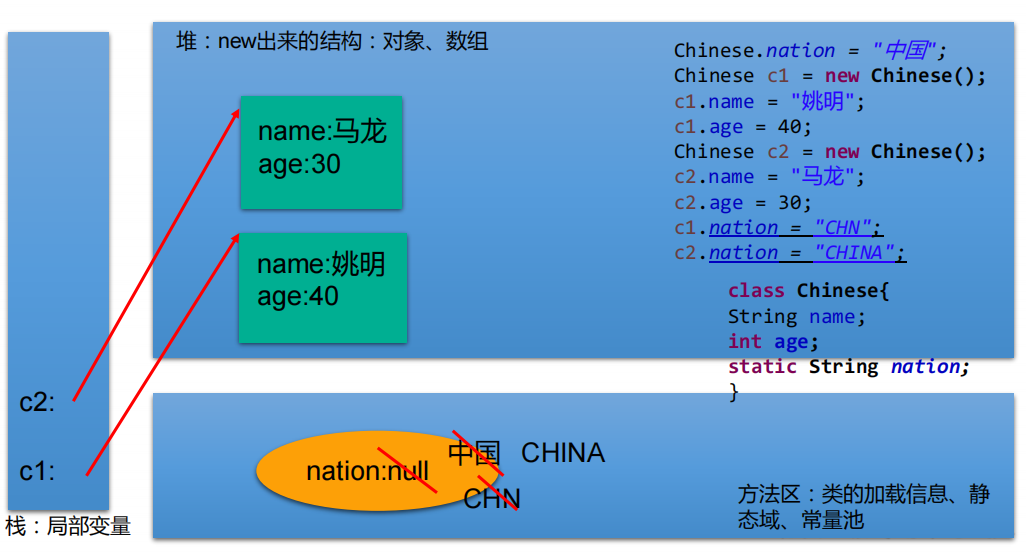 堆：new出来的结构：对象、数组
name:马龙
age:30
name:姚明
age:40
Chinese.nation = "中国";
Chinese c1 = new Chinese();
c1.name = "姚明";
c1.age = 40;
Chinese c2 = new Chinese();
c2.name = "马龙";
c2.age = 30;
c1.nation = "CHN";
c2.nation = "CHINA";
class Chinese{
String name;
int age;
static String nation;
}
c2:
c1:
栈：局部变量
nation:null
中国 CHINA
CHN
方法区：类的加载信息、静
态域、常量池